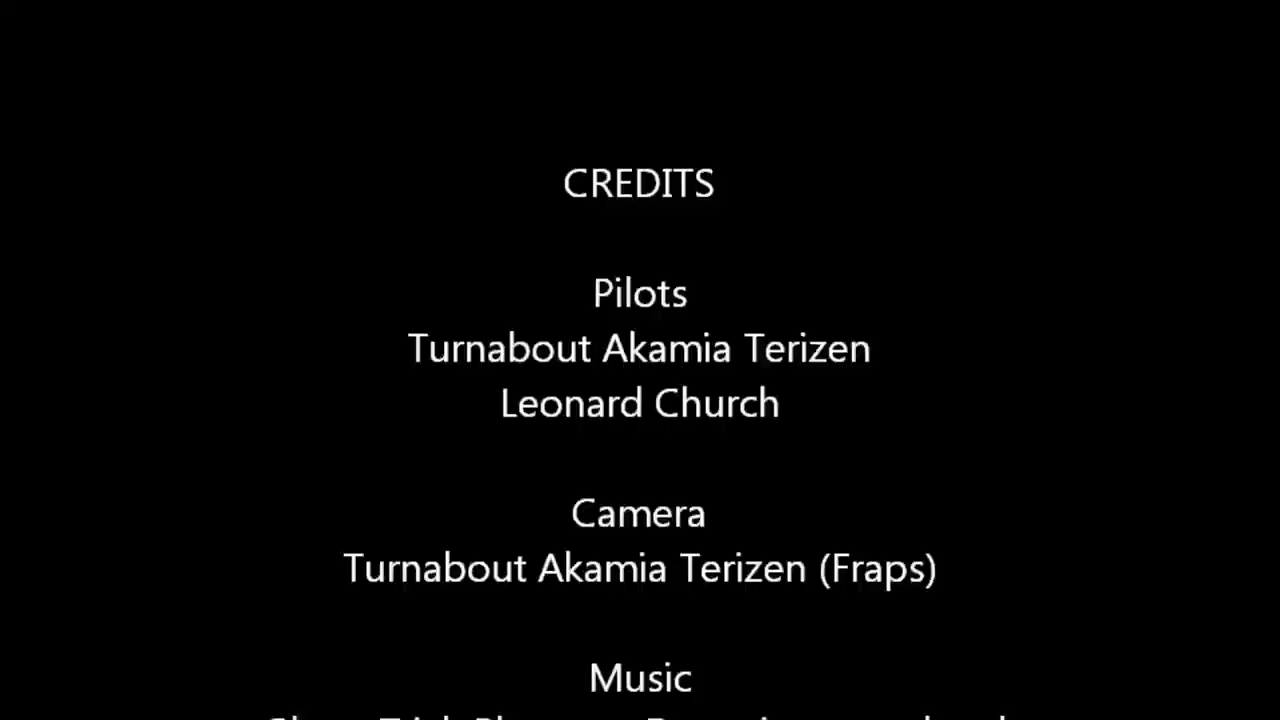 CREDITS
Pilots
Turnabout Akamia Terizen
Leonard Church
Camera
Turnabout Akamia Terizen (Fraps)
Music